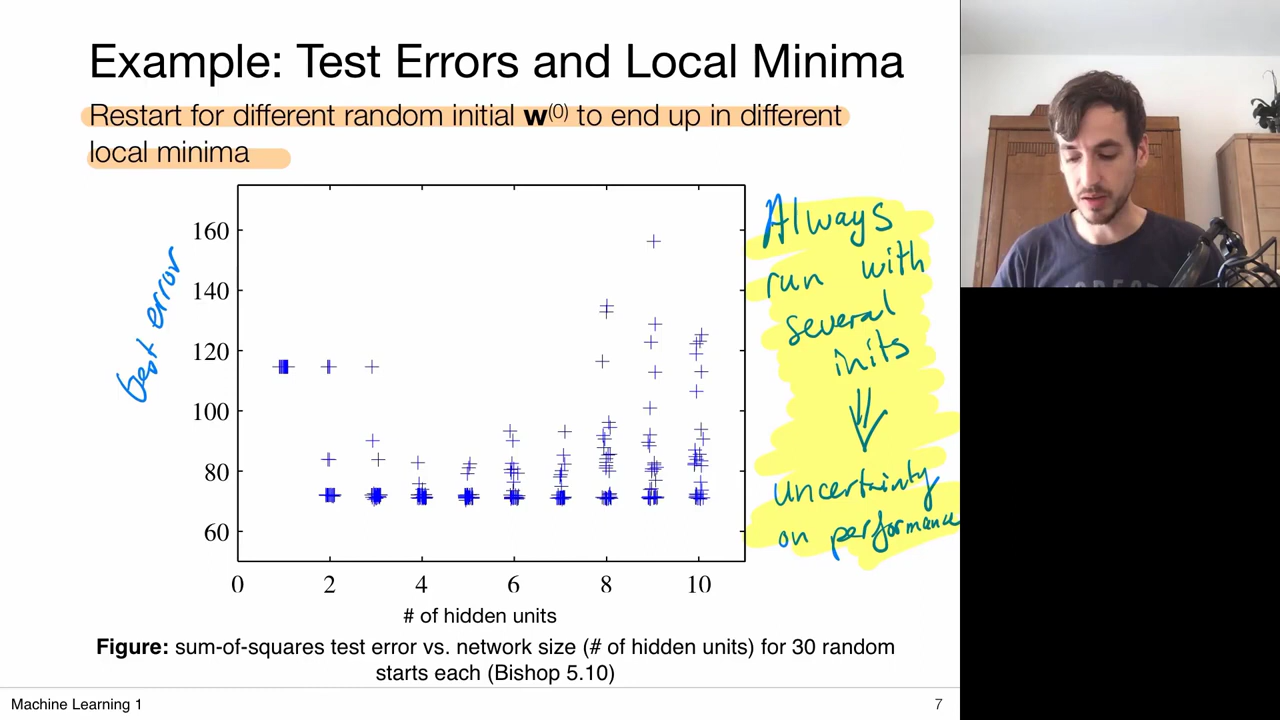 Example: Test Errors and Local Minima
Restart for different random initial w(0) to end up in different
local minima
160
140
120
100
80
60
0 2 4 6 8 10
# of hidden units
best error
Always
run with
several
inits
⇓
uncertainty
on performance
Figure: sum-of-squares test error vs. network size (# of hidden units) for 30 random
starts each (Bishop 5.10)
Machine Learning 1
7